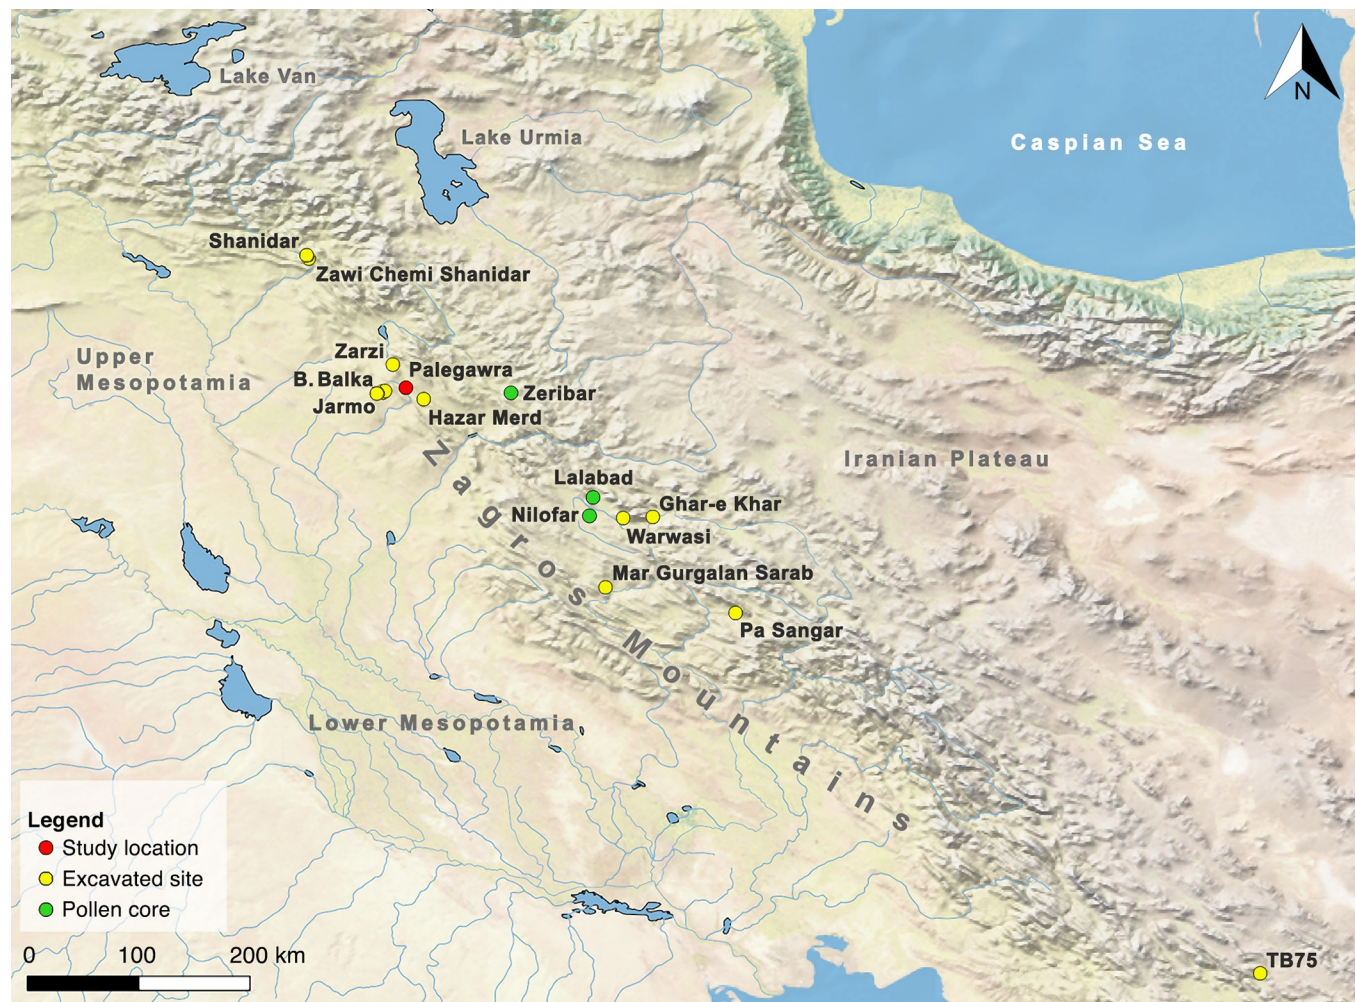 Lake Van
Lake Urmia
N
Caspian Sea
Shanidar
Zawi Chemi Shanidar
Upper
Mesopotamia
Zarzi
Palegawra
B. Balka
Jarmo
Hazar Merd
Zeribar
Iranian Plateau
Zagros Mountains
Lalabad
Nilofar
Ghar-e Khar
Warwasi
Mar Gurgalan Sarab
Pa Sangar
Lower Mesopotamia
Legend
Study location
Excavated site
Pollen core
0 100 200 km
TB75